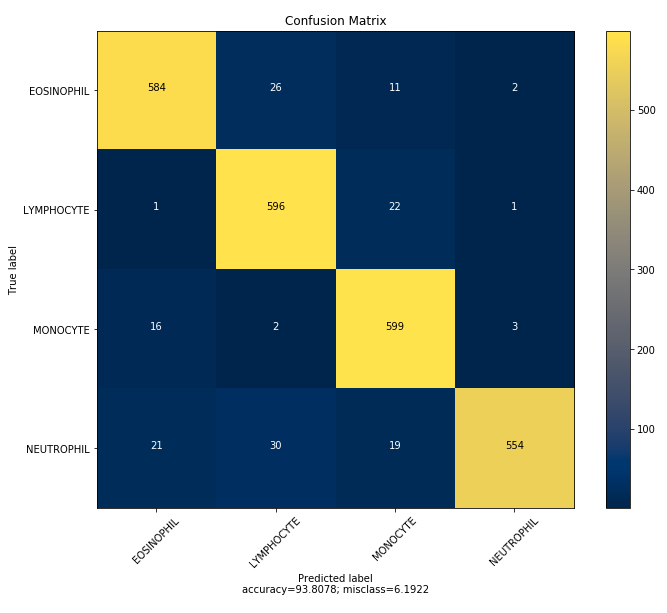 Confusion Matrix
EOSINOPHIL 584 26 11 2
500
LYMPHOCYTE 1 596 22 1
400
300
True label
MONOCYTE 16 2 599 3
200
100
NEUTROPHIL 21 30 19 554
EOSINOPHIL LYMPHOCYTE MONOCYTE NEUTROPHIL
Predicted label
accuracy=93.8078; misclass=6.1922